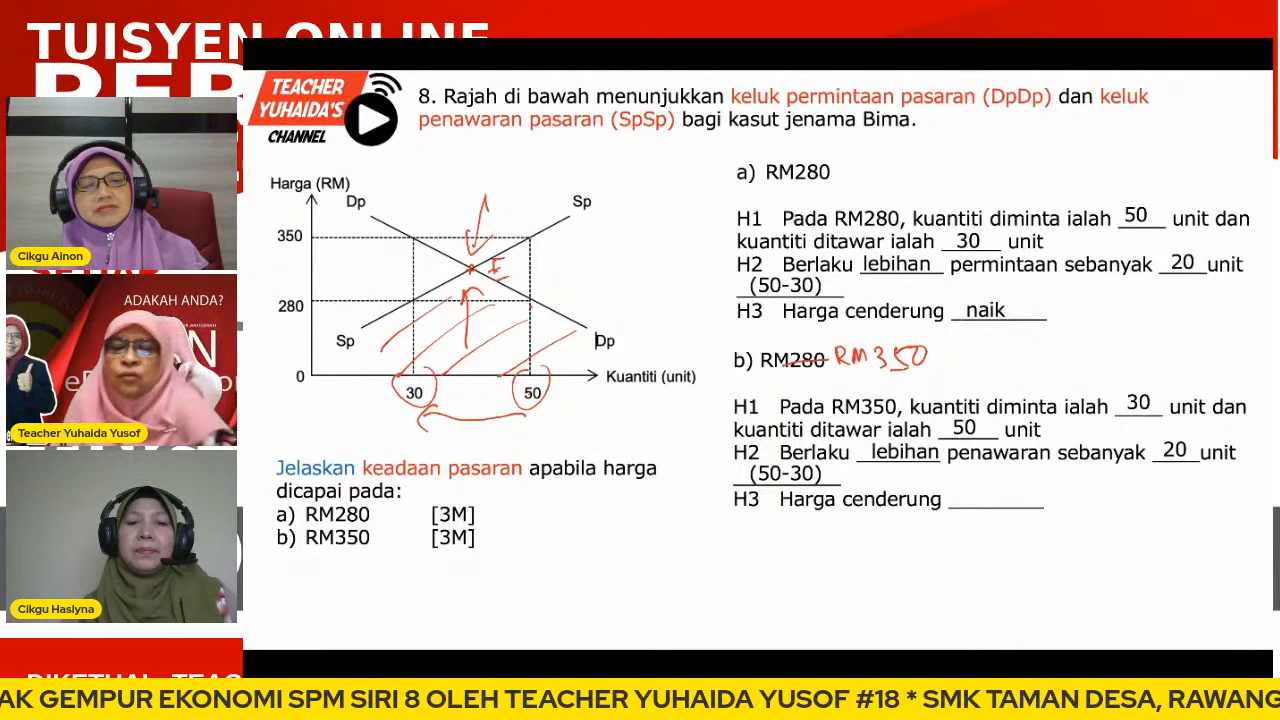 TUISYEN ONLINE
TEACHER
YUHAIDA'S
CHANNEL
8. Rajah di bawah menunjukkan keluk permintaan pasaran (DpDp) dan keluk
penawaran pasaran (SpSp) bagi kasut jenama Bima.
Harga (RM)
Dp
Sp
350
E
280
Sp
Dp
0
30
50
Kuantiti (unit)
Jelaskan keadaan pasaran apabila harga
dicapai pada:
a) RM280 [3M]
b) RM350 [3M]
a) RM280
H1 Pada RM280, kuantiti diminta ialah 50 unit dan
kuantiti ditawar ialah 30 unit
H2 Berlaku lebihan permintaan sebanyak 20 unit
(50-30)
H3 Harga cenderung naik
b) RM280 RM350
H1 Pada RM350, kuantiti diminta ialah 30 unit dan
kuantiti ditawar ialah 50 unit
H2 Berlaku lebihan penawaran sebanyak 20 unit
(50-30)
H3 Harga cenderung
Cikgu Ainon
ADAKAH ANDA?
Teacher Yuhaida Yusof
Cikgu Haslyna
AK GEMPUR EKONOMI SPM SIRI 8 OLEH TEACHER YUHAIDA YUSOF #18 * SMK TAMAN DESA, RAWANG